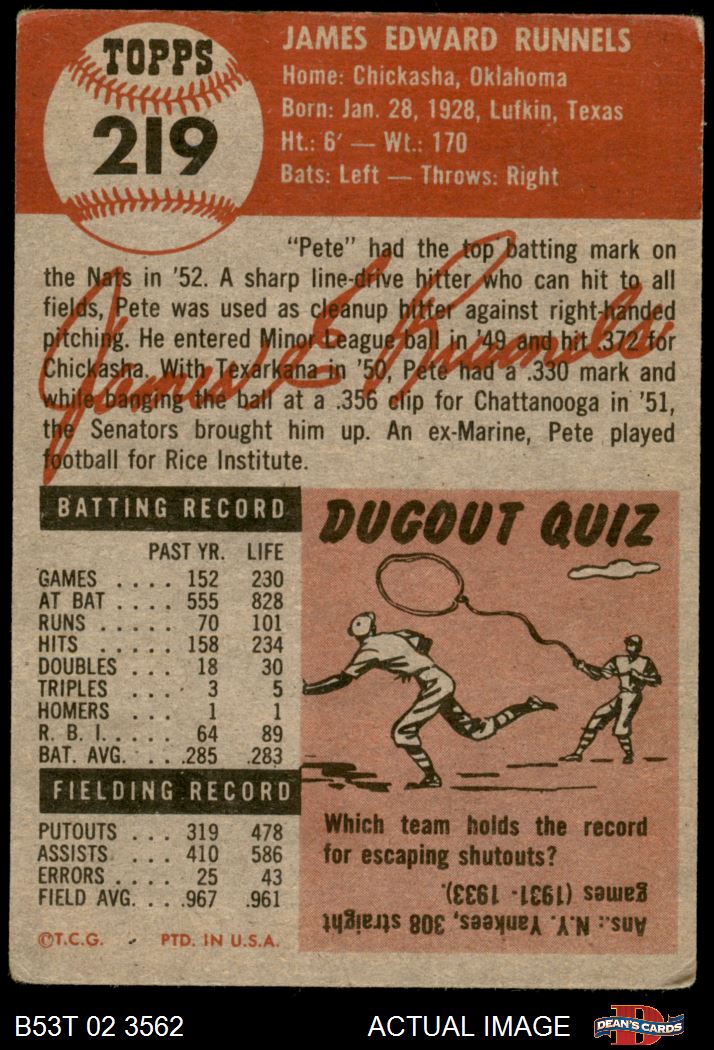 TOPPS
219
JAMES EDWARD RUNNELS
Home: Chickasha, Oklahoma
Born: Jan. 28, 1928, Lufkin, Texas
Ht.: 6' — Wt.: 170
Bats: Left — Throws: Right
"Pete" had the top batting mark on
the Nats in '52. A sharp line-drive hitter who can hit to all
fields, Pete was used as cleanup hitter against right-handed
pitching. He entered Minor League ball in '49 and hit .372 for
Chickasha. With Texarkana in '50, Pete had a .330 mark and
while banging the ball at a .356 clip for Chattanooga in '51,
the Senators brought him up. An ex-Marine, Pete played
football for Rice Institute.
James E Runnels
BATTING RECORD
PAST YR. LIFE
GAMES .... 152 230
AT BAT .... 555 828
RUNS ..... 70 101
HITS ..... 158 234
DOUBLES ... 18 30
TRIPLES ... 3 5
HOMERS ... 1 1
R. B. I. .... 64 89
BAT. AVG. ... .285 .283
FIELDING RECORD
PUTOUTS ... 319 478
ASSISTS ... 410 586
ERRORS ... 25 43
FIELD AVG. ... .967 .961
©T.C.G. PTD. IN U.S.A.
DUGOUT QUIZ
Which team holds the record
for escaping shutouts?
Ans.: N.Y. Yankees, 308 straight
games (1931 - 1933).
B53T 02 3562
ACTUAL IMAGE
DEAN'S CARDS